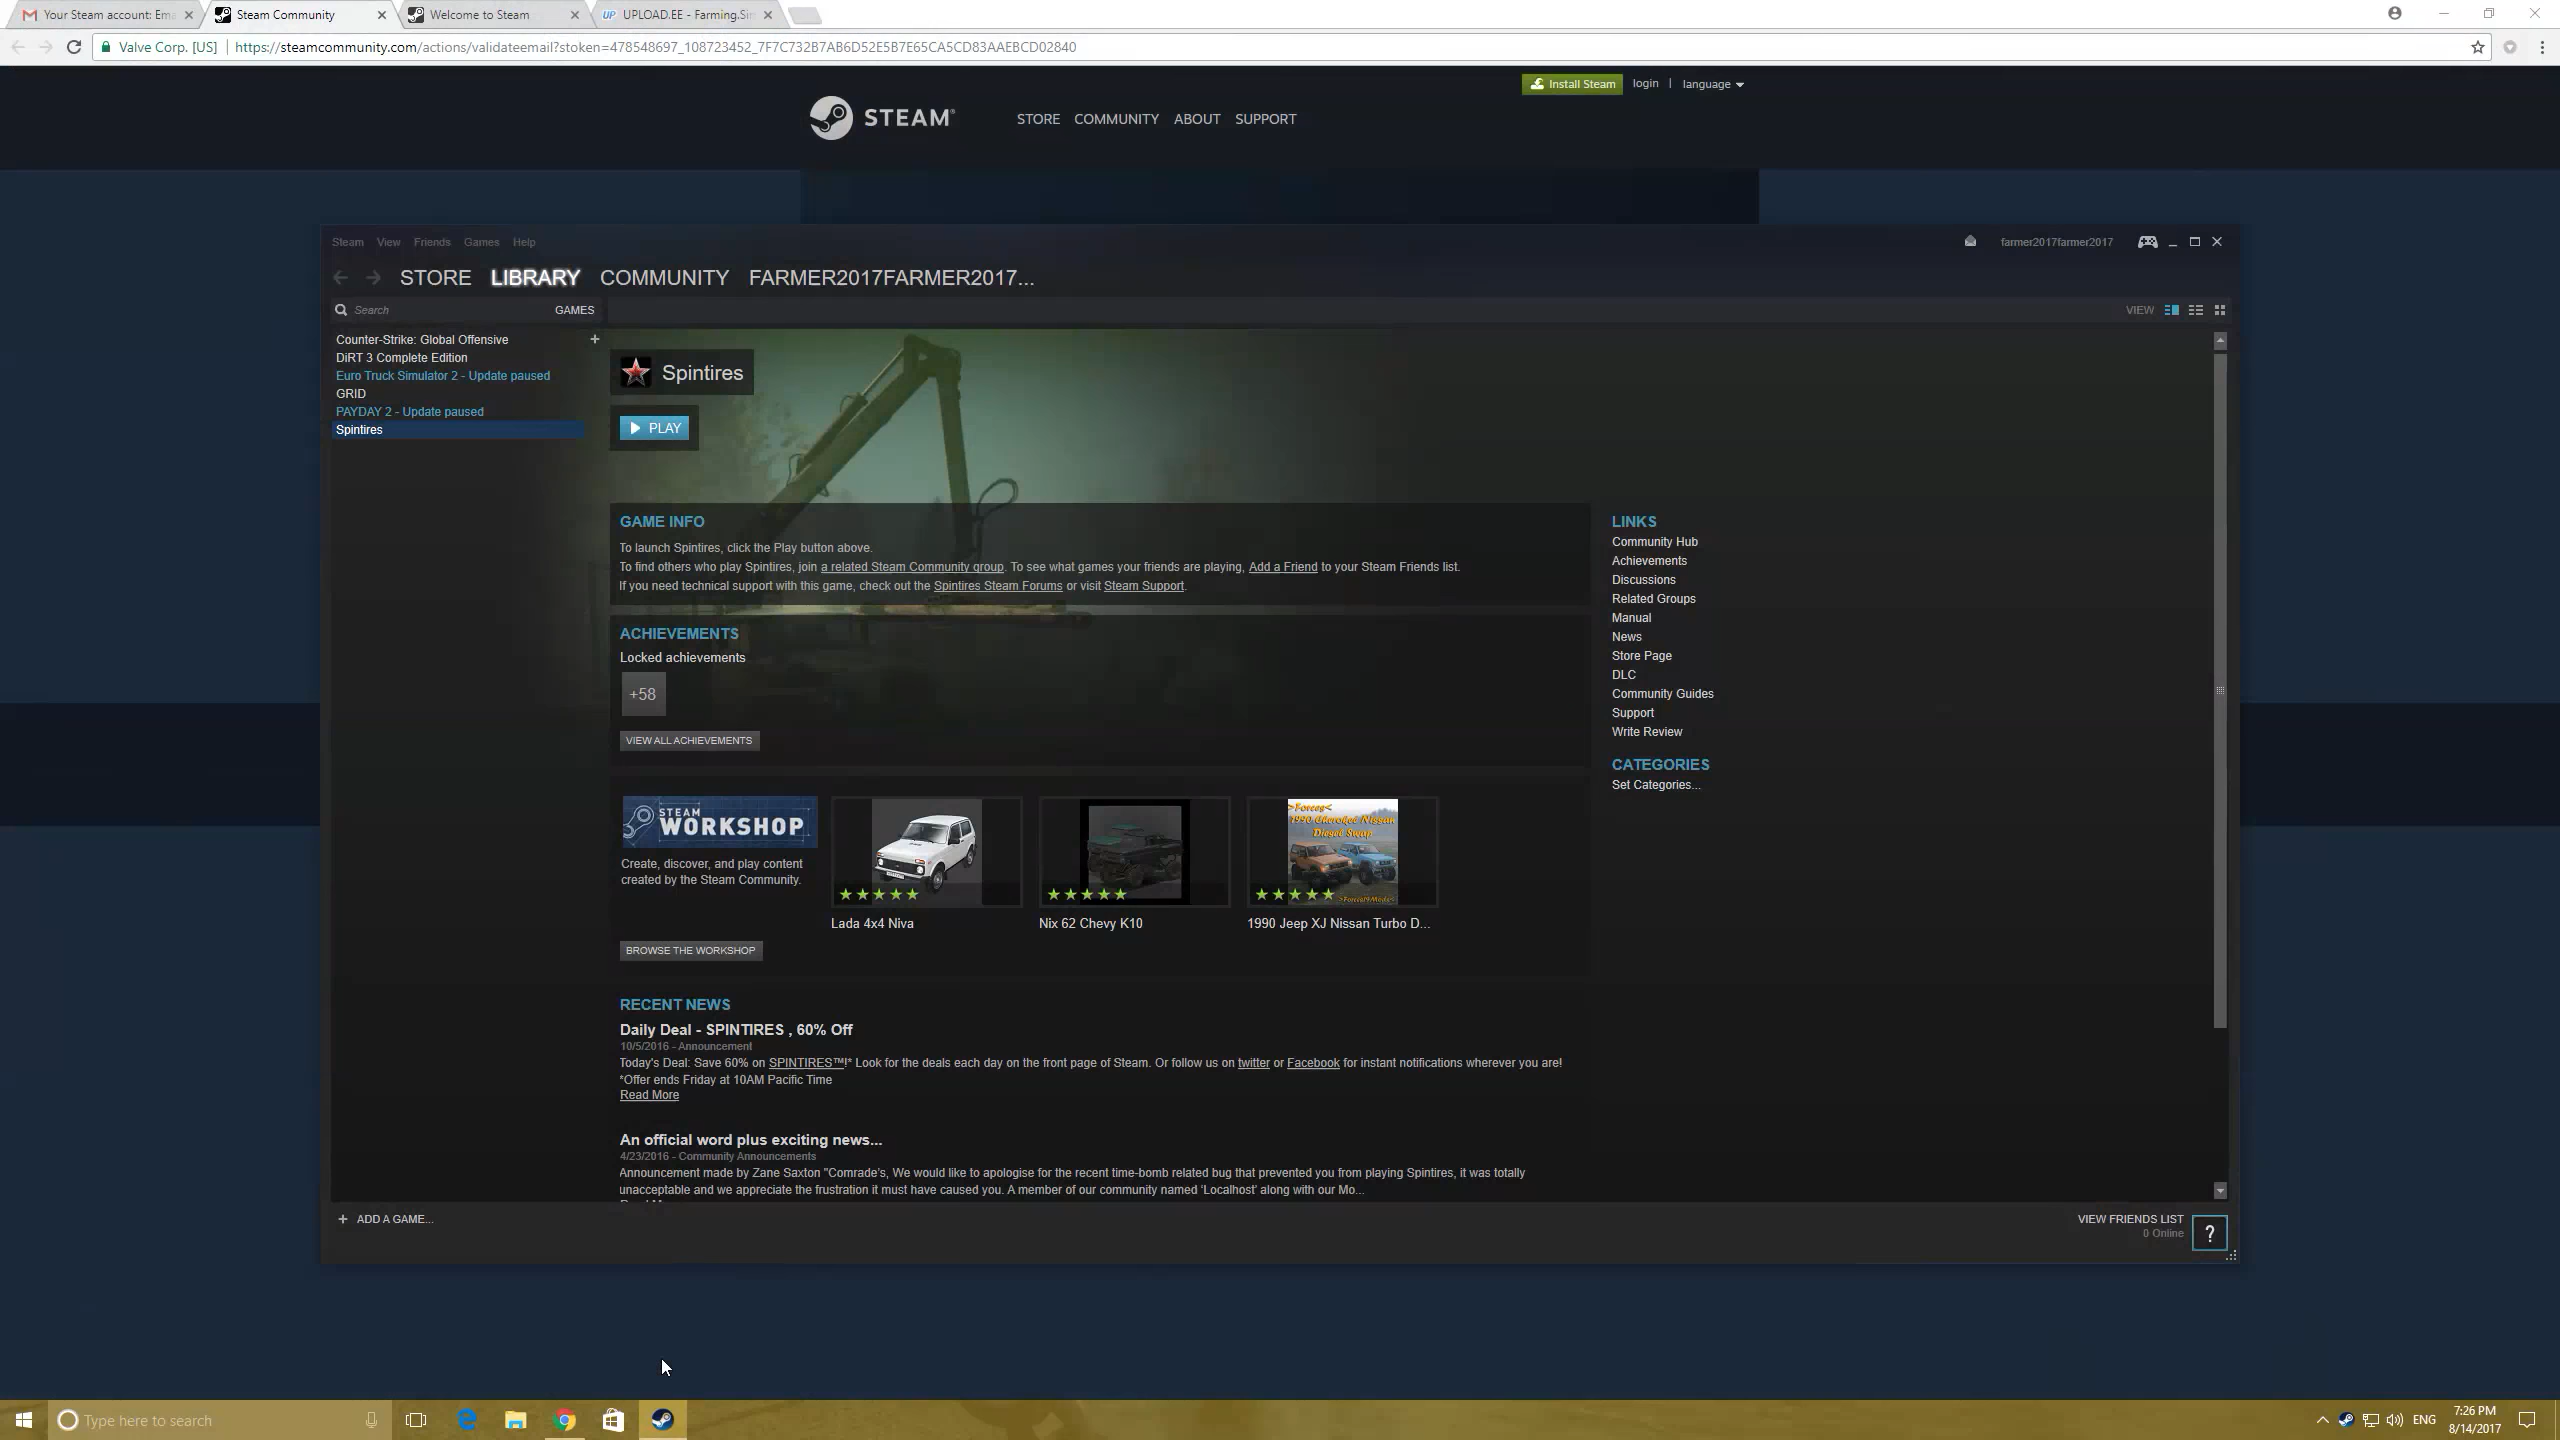 Your Steam account: Ema
Steam Community
Welcome to Steam
UP UPLOAD.EE - Farming.Sim
Valve Corp. [US] https://steamcommunity.com/actions/validateemail?stoken=478548697_108723452_7F7C732B7AB6D52E5B7E65CA5CD83AAEBCD02840
Install Steam login | language
STEAM
STORE COMMUNITY ABOUT SUPPORT
Steam View Friends Games Help
farmer2017farmer2017
STORE LIBRARY COMMUNITY FARMER2017FARMER2017...
Search GAMES
VIEW
Counter-Strike: Global Offensive
DiRT 3 Complete Edition
Euro Truck Simulator 2 - Update paused
GRID
PAYDAY 2 - Update paused
Spintires
Spintires
PLAY
GAME INFO
To launch Spintires, click the Play button above.
To find others who play Spintires, join a related Steam Community group. To see what games your friends are playing, Add a Friend to your Steam Friends list.
If you need technical support with this game, check out the Spintires Steam Forums or visit Steam Support.
ACHIEVEMENTS
Locked achievements
+58
VIEW ALL ACHIEVEMENTS
STEAM
WORKSHOP
Create, discover, and play content
created by the Steam Community.
BROWSE THE WORKSHOP
Lada 4x4 Niva
Nix 62 Chevy K10
>Forces<
1990 Cherokee Nissan
Diesel Swap
1990 Jeep XJ Nissan Turbo D...
RECENT NEWS
Daily Deal - SPINTIRES , 60% Off
10/5/2016 - Announcement
Today's Deal: Save 60% on SPINTIRES™!* Look for the deals each day on the front page of Steam. Or follow us on twitter or Facebook for instant notifications wherever you are!
*Offer ends Friday at 10AM Pacific Time
Read More
An official word plus exciting news...
4/23/2016 - Community Announcements
Announcement made by Zane Saxton "Comrade's, We would like to apologise for the recent time-bomb related bug that prevented you from playing Spintires, it was totally
unacceptable and we appreciate the frustration it must have caused you. A member of our community named 'Localhost' along with our Mo...
LINKS
Community Hub
Achievements
Discussions
Related Groups
Manual
News
Store Page
DLC
Community Guides
Support
Write Review
CATEGORIES
Set Categories...
+ ADD A GAME...
VIEW FRIENDS LIST
0 Online
?
Type here to search
ENG
7:26 PM
8/14/2017